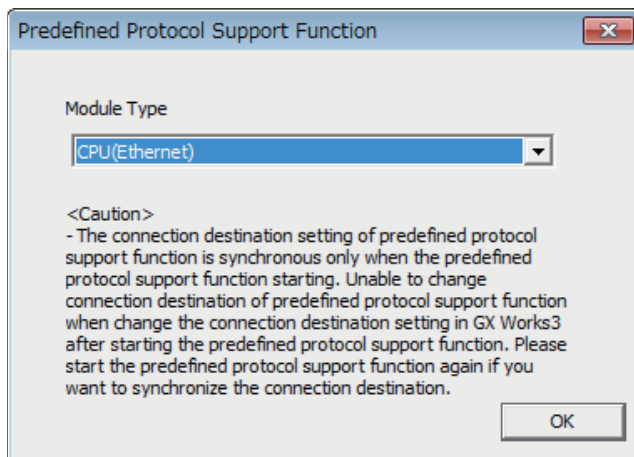 Predefined Protocol Support Function
Module Type
CPU(Ethernet)
<Caution>
- The connection destination setting of predefined protocol
support function is synchronous only when the predefined
protocol support function starting. Unable to change
connection destination of predefined protocol support function
when change the connection destination setting in GX Works3
after starting the predefined protocol support function. Please
start the predefined protocol support function again if you
want to synchronize the connection destination.
OK